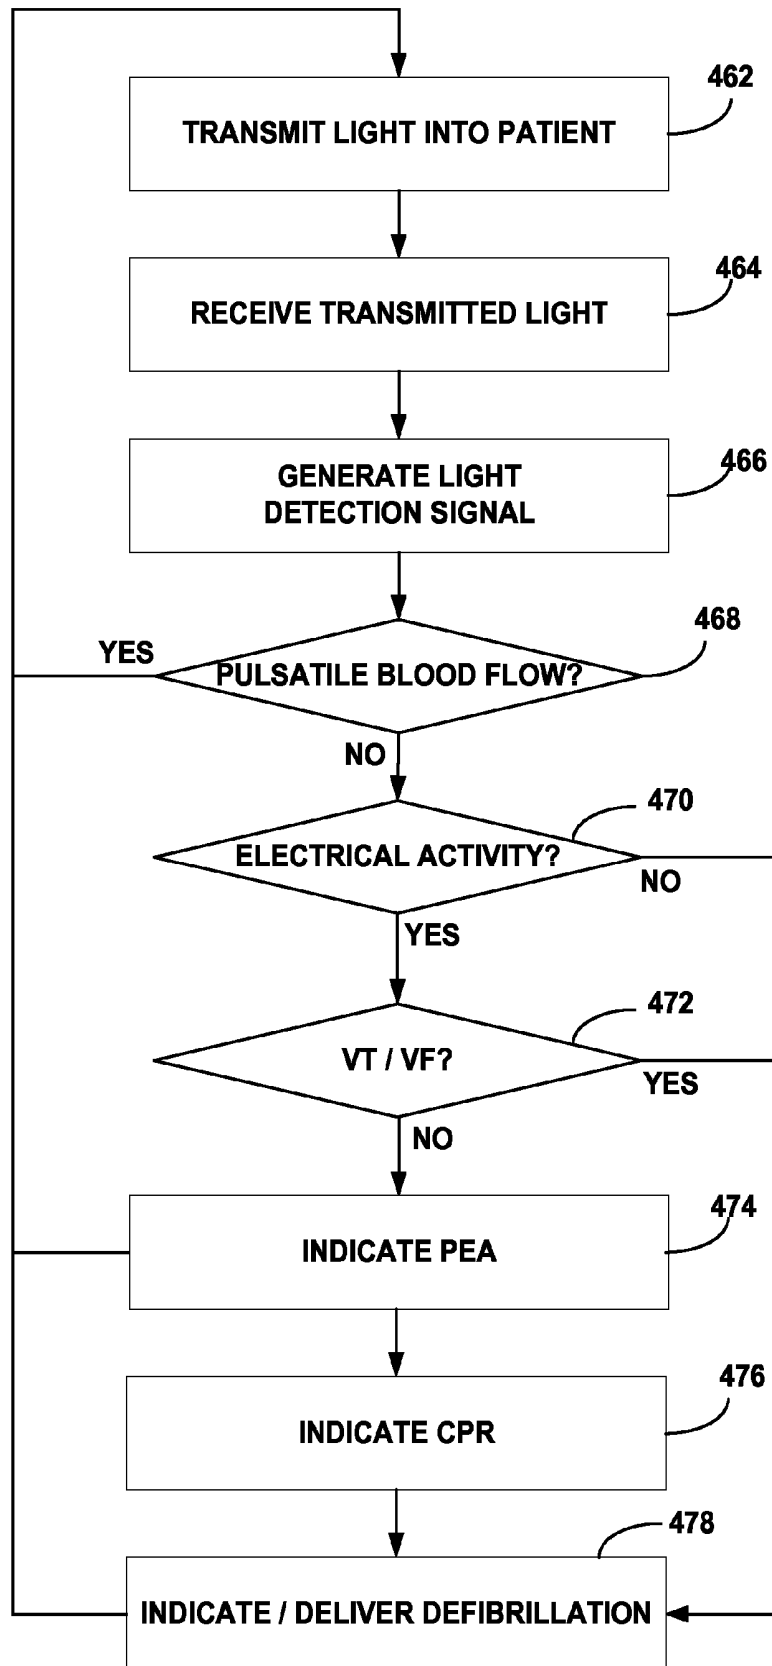 462
TRANSMIT LIGHT INTO PATIENT
464
RECEIVE TRANSMITTED LIGHT
466
GENERATE LIGHT
DETECTION SIGNAL
468
YES
PULSATILE BLOOD FLOW?
NO
470
ELECTRICAL ACTIVITY?
NO
YES
472
VT / VF?
YES
NO
474
INDICATE PEA
476
INDICATE CPR
478
INDICATE / DELIVER DEFIBRILLATION